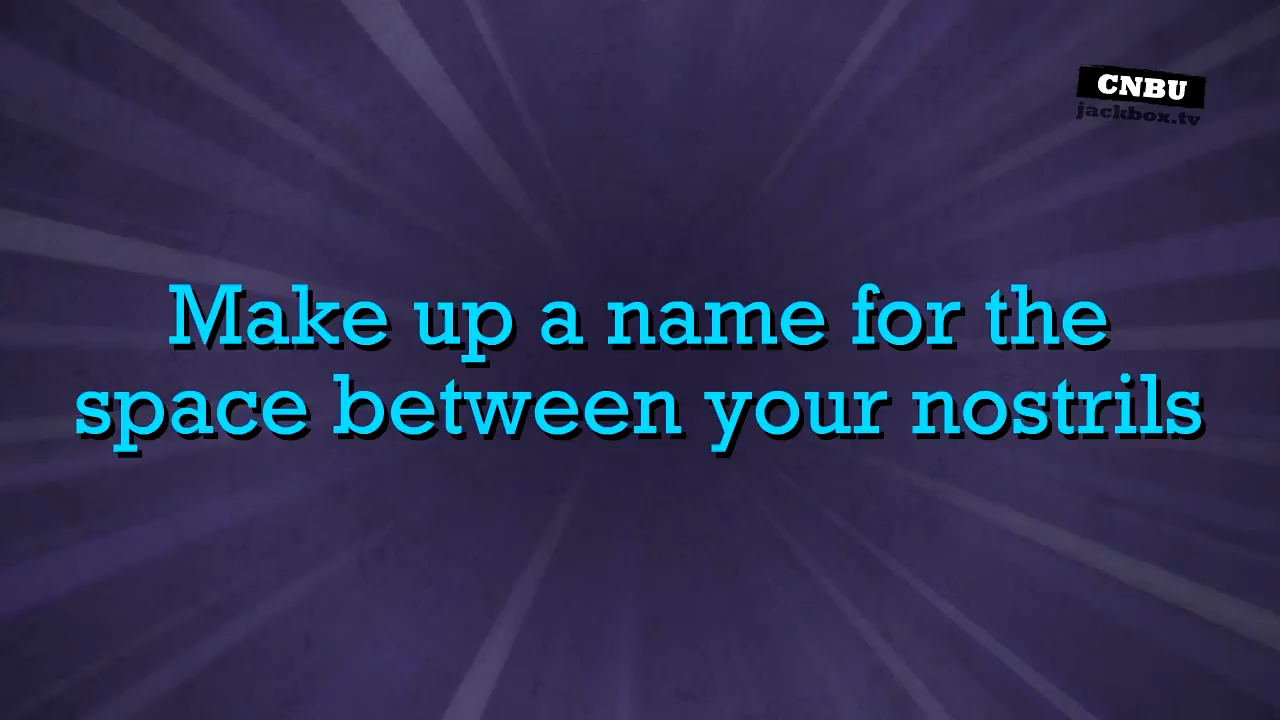 CNBU
jackbox.tv
Make up a name for the
space between your nostrils